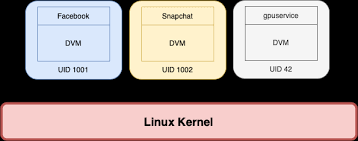 Facebook
DVM
UID 1001
Snapchat
DVM
UID 1002
gpuservice
DVM
UID 42
Linux Kernel